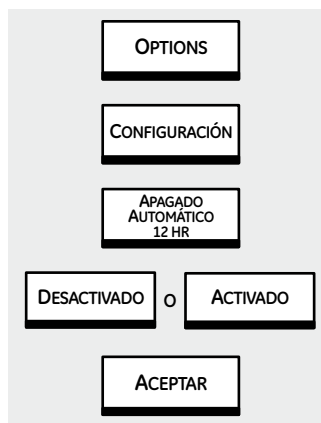 OPTIONS
CONFIGURACIÓN
APAGADO
AUTOMÁTICO
12 HR
DESACTIVADO O ACTIVADO
ACEPTAR